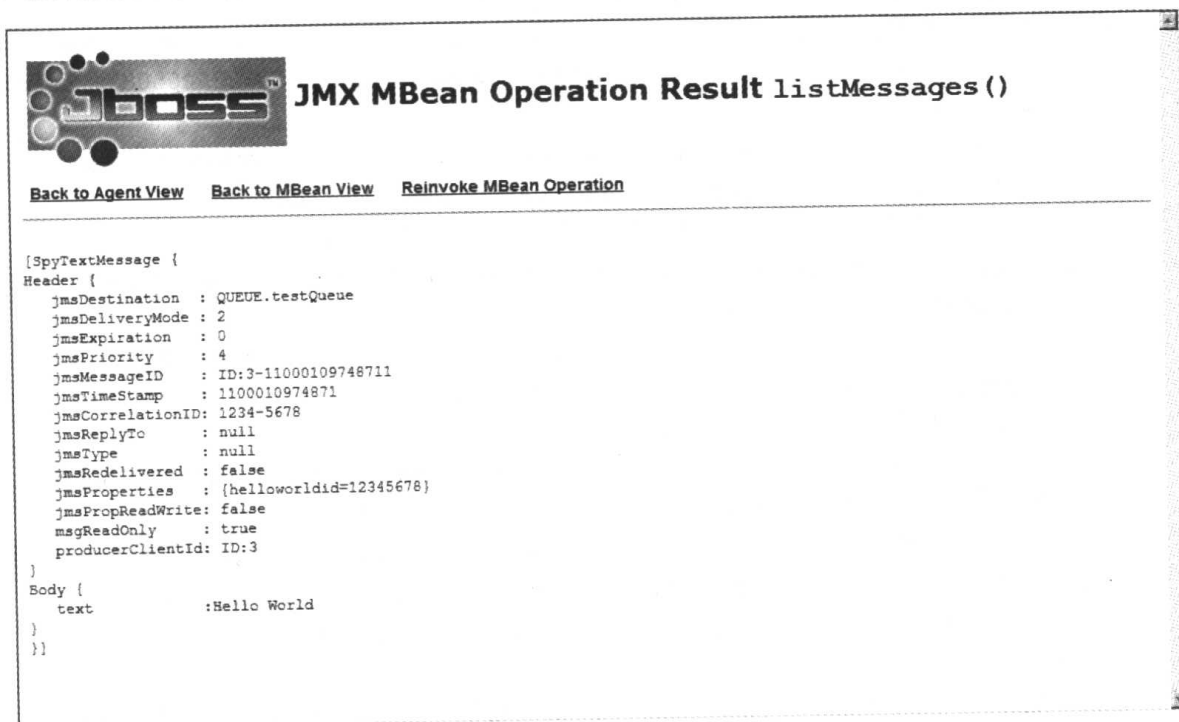 Jboss™
JMX MBean Operation Result listMessages()
Back to Agent View Back to MBean View Reinvoke MBean Operation
[SpyTextMessage {
Header {
jmsDestination : QUEUE.testQueue
jmsDeliveryMode : 2
jmsExpiration : 0
jmsPriority : 4
jmsMessageID : ID:3-11000109748711
jmsTimeStamp : 1100010974871
jmsCorrelationID: 1234-5678
jmsReplyTo : null
jmsType : null
jmsRedelivered : false
jmsProperties : {helloworldid=12345678}
jmsPropReadWrite: false
msgReadOnly : true
producerClientId: ID:3
}
Body {
text :Hello World
}
}]